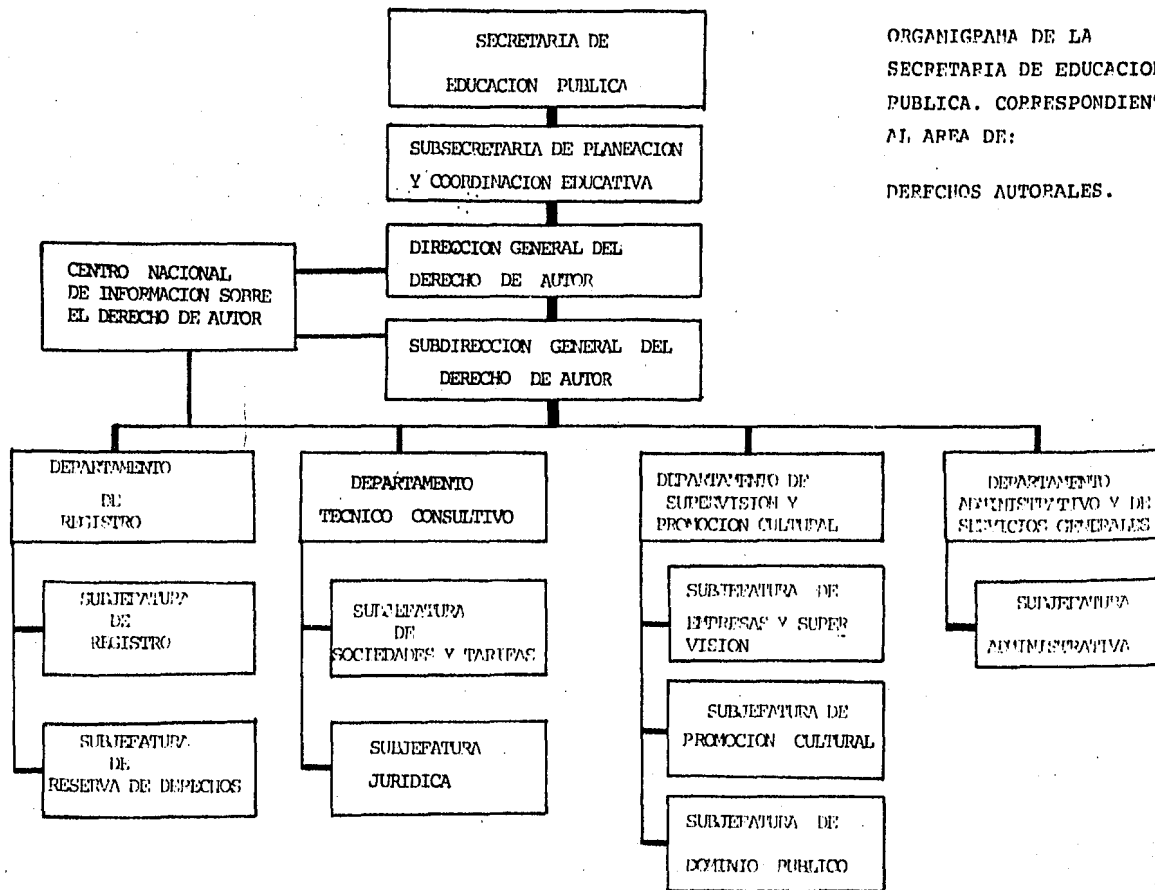 ORGANIGRAMA DE LA
SECRETARIA DE EDUCACION
PUBLICA. CORRESPONDIENT
AL AREA DE:
DERECHOS AUTORALES.
SECRETARIA DE
EDUCACION PUBLICA
SUBSECRETARIA DE PLANEACION
Y COORDINACION EDUCATIVA
DIRECCION GENERAL DEL
DERECHO DE AUTOR
CENTRO NACIONAL
DE INFORMACION SOBRE
EL DERECHO DE AUTOR
SUBDIRECCION GENERAL DEL
DERECHO DE AUTOR
DEPARTAMENTO
DE
REGISTRO
SUBJEFATURA
DE
REGISTRO
SUBJEFATURA
DE
RESERVA DE DERECHOS
DEPARTAMENTO
TECNICO CONSULTIVO
SUBJEFATURA
DE
SOCIEDADES Y TARIFAS
SUBJEFATURA
JURIDICA
DEPARTAMENTO DE
SUPERVISION Y
PROMOCION CULTURAL
SUBJEFATURA DE
EMPRESAS Y SUPER
VISION
SUBJEFATURA DE
PROMOCION CULTURAL
SUBJEFATURA DE
DOMINIO PUBLICO
DEPARTAMENTO
ADMINISTRATIVO Y DE
SERVICIOS GENERALES
SUBJEFATURA
ADMINISTRATIVA